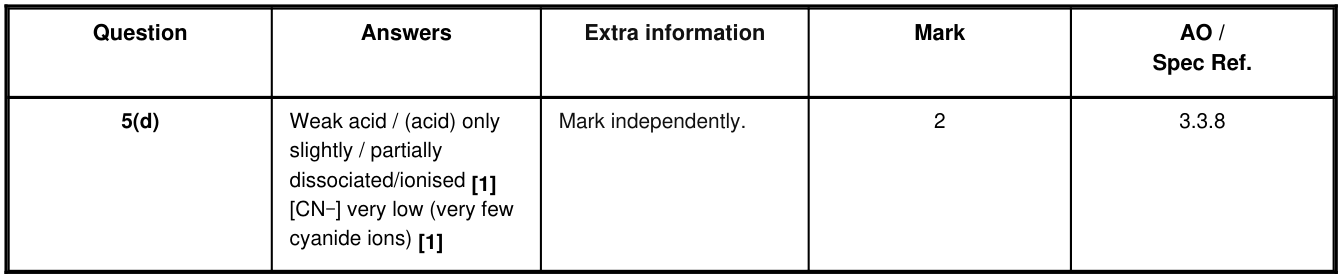 Question Answers Extra information Mark AO /
Spec Ref.
5(d) Weak acid / (acid) only Mark independently. 2 3.3.8
slightly / partially
dissociated/ionised [1]
[CN–] very low (very few
cyanide ions) [1]